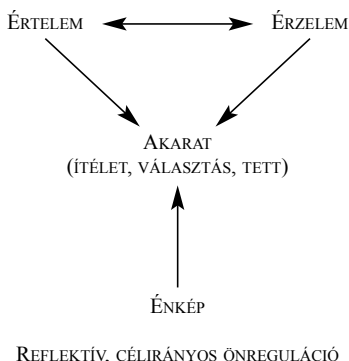 ÉRTELEM ÉRZELEM
AKARAT
(ÍTÉLET, VÁLASZTÁS, TETT)
ÉNKÉP
REFLEKTÍV, CÉLIRÁNYOS ÖNREGULÁCIÓ